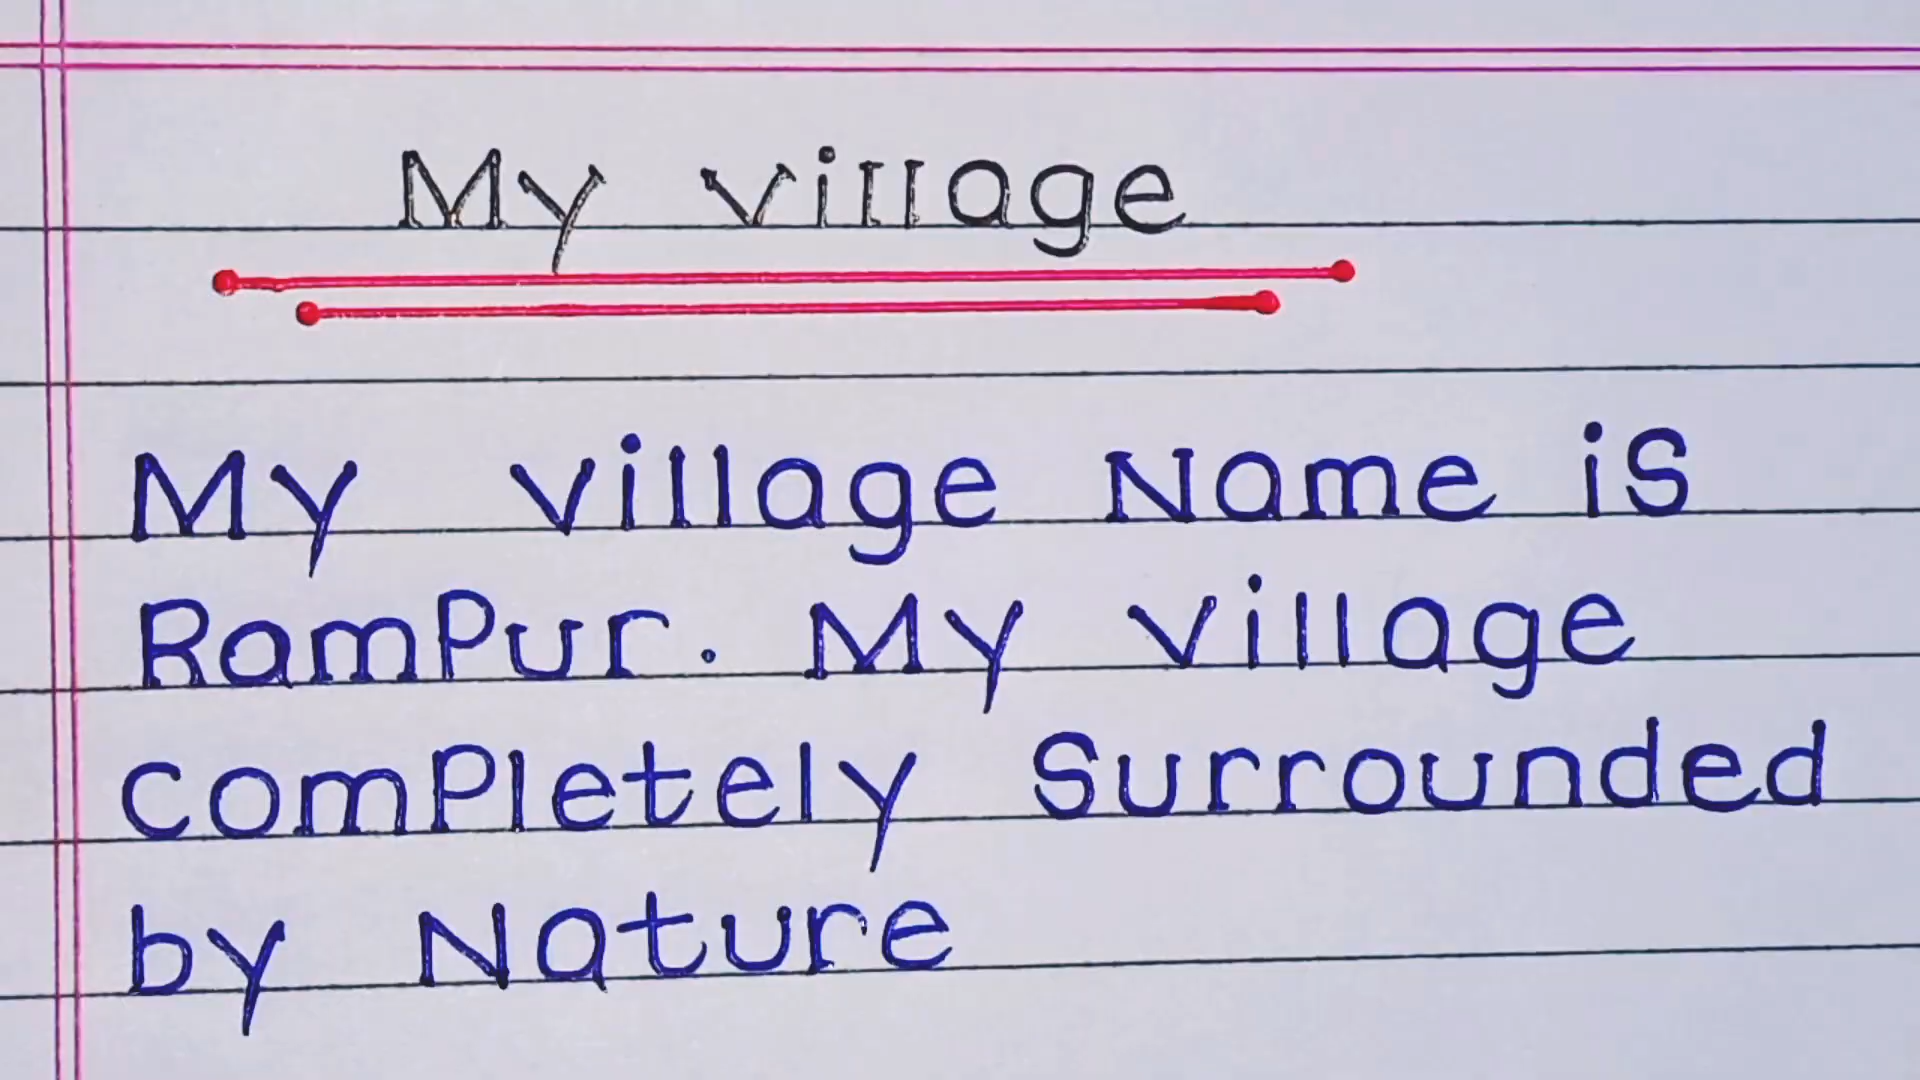 My village
My village Name is
RamPur. My village
comPletely Surrounded
by Nature